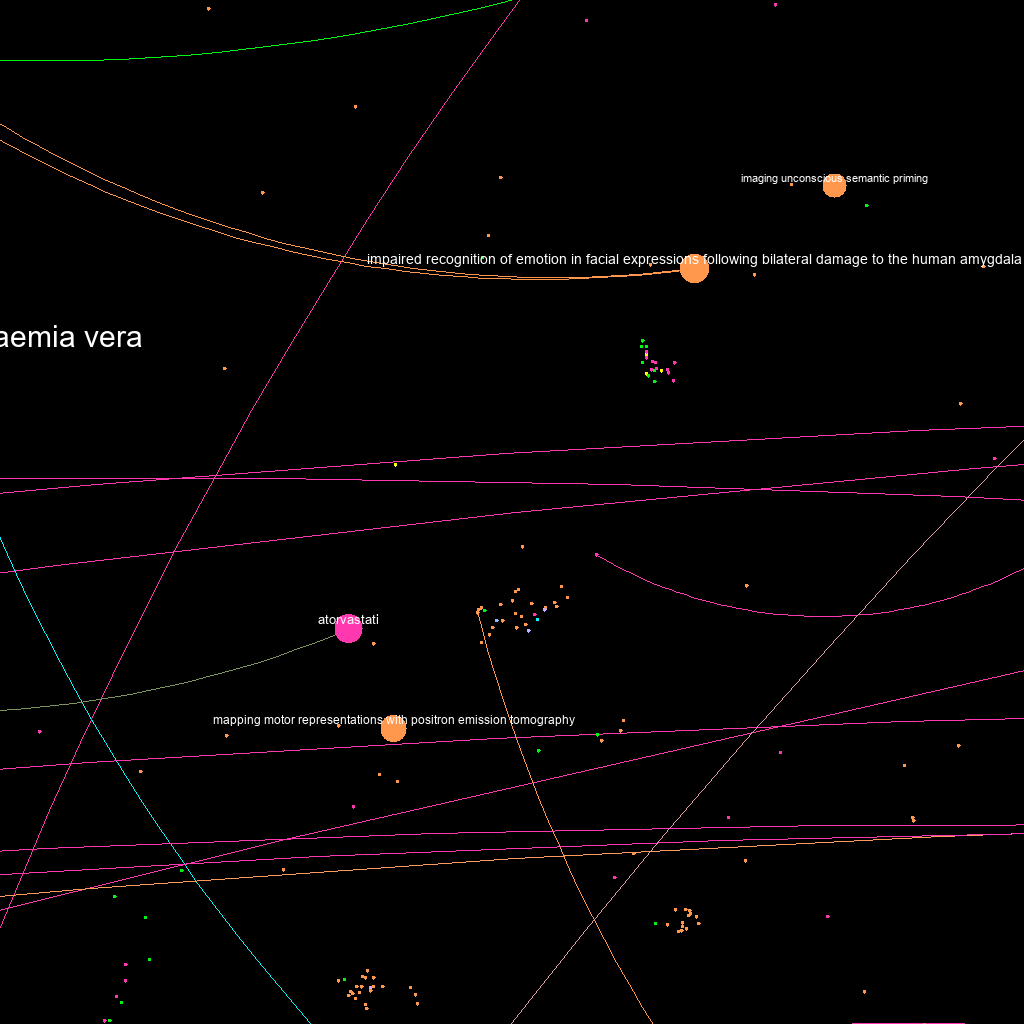 imaging unconscious semantic priming
impaired recognition of emotion in facial expressions following bilateral damage to the human amygdala
aemia vera
atorvastati
mapping motor representations with positron emission tomography